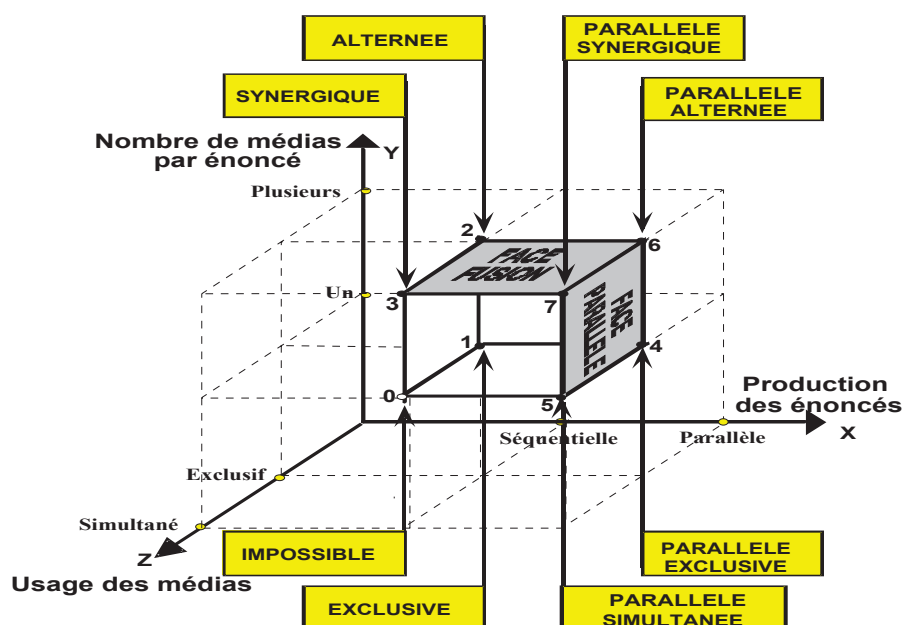 ALTERNEE
PARALLELE
SYNERGIQUE
SYNERGIQUE
PARALLELE
ALTERNEE
Nombre de médias
par énoncé
Y
Plusieurs
2
6
FACE
FUSION
Un
3
7
FACE
PARALLELE
1
4
0
5
Production
des énoncés
X
Séquentielle
Parallèle
Exclusif
Simultané
Z
Usage des médias
IMPOSSIBLE
PARALLELE
EXCLUSIVE
EXCLUSIVE
PARALLELE
SIMULTANEE